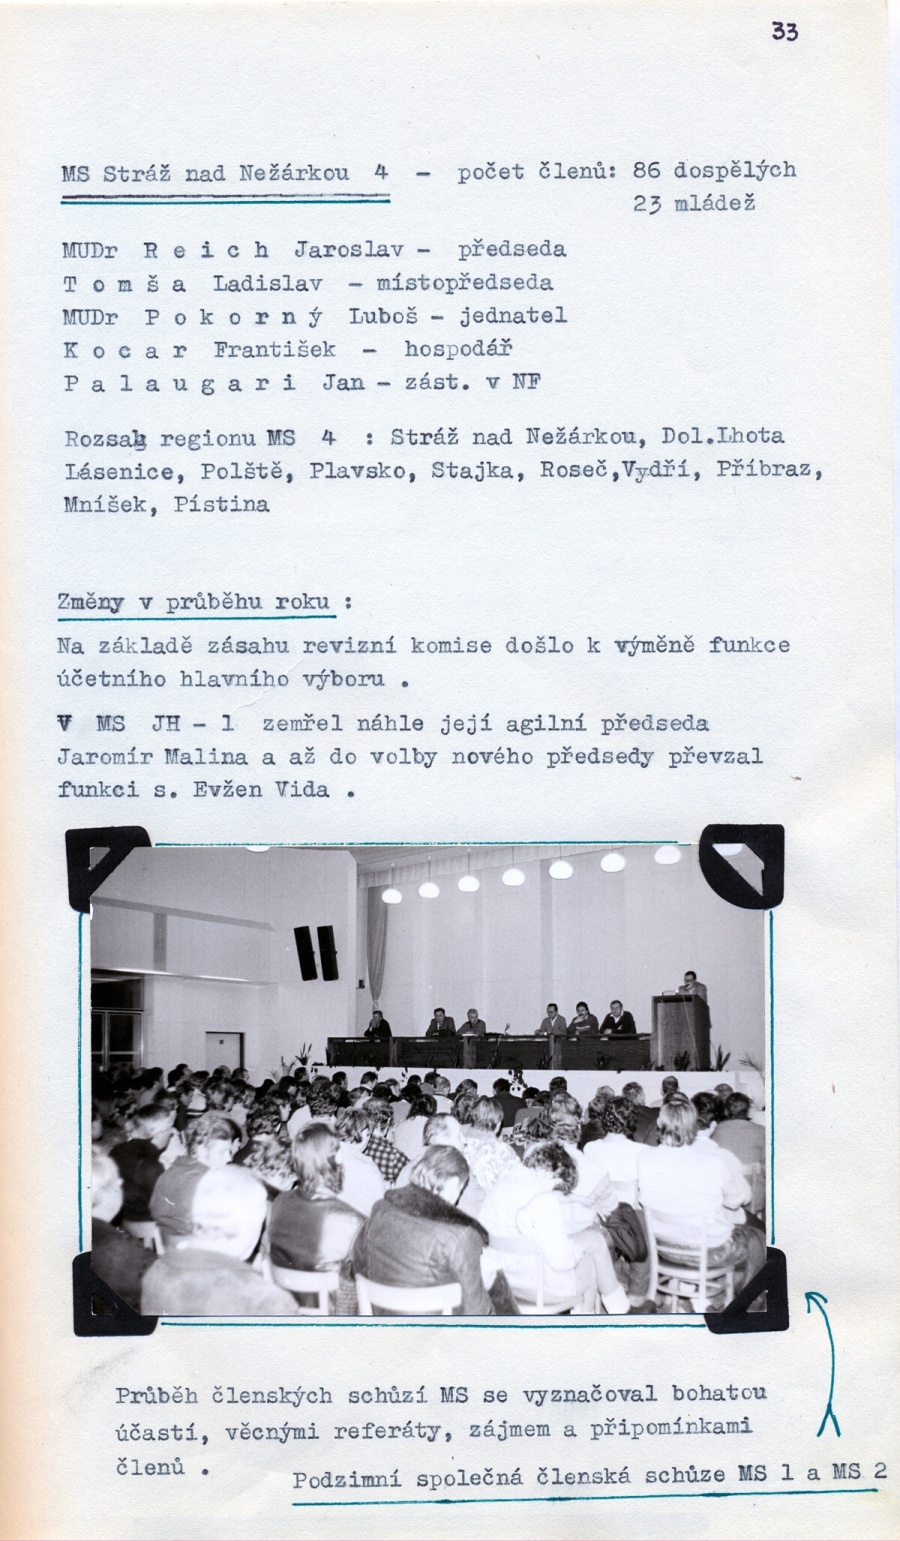 33
MS Stráž nad Nežárkou 4 - počet členů: 86 dospělých
23 mládež
MUDr R e i c h Jaroslav - předseda
T o m š a Ladislav - místopředseda
MUDr P o k o r n ý Luboš - jednatel
K o c a r František - hospodář
P a l a u g a r i Jan - zást. v NF
Rozsah regionu MS 4 : Stráž nad Nežárkou, Dol.Lhota
Lásenice, Polště, Plavsko, Stajka, Roseč,Vydří, Příbraz,
Mníšek, Pístina
Změny v průběhu roku :
Na základě zásahu revizní komise došlo k výměně funkce
účetního hlavního výboru .
V MS JH - 1 zemřel náhle její agilní předseda
Jaromír Malina a až do volby nového předsedy převzal
funkci s. Evžen Vida .
Průběh členských schůzí MS se vyznačoval bohatou
účastí, věcnými referáty, zájmem a připomínkami
členů .
Podzimní společná členská schůze MS 1 a MS 2